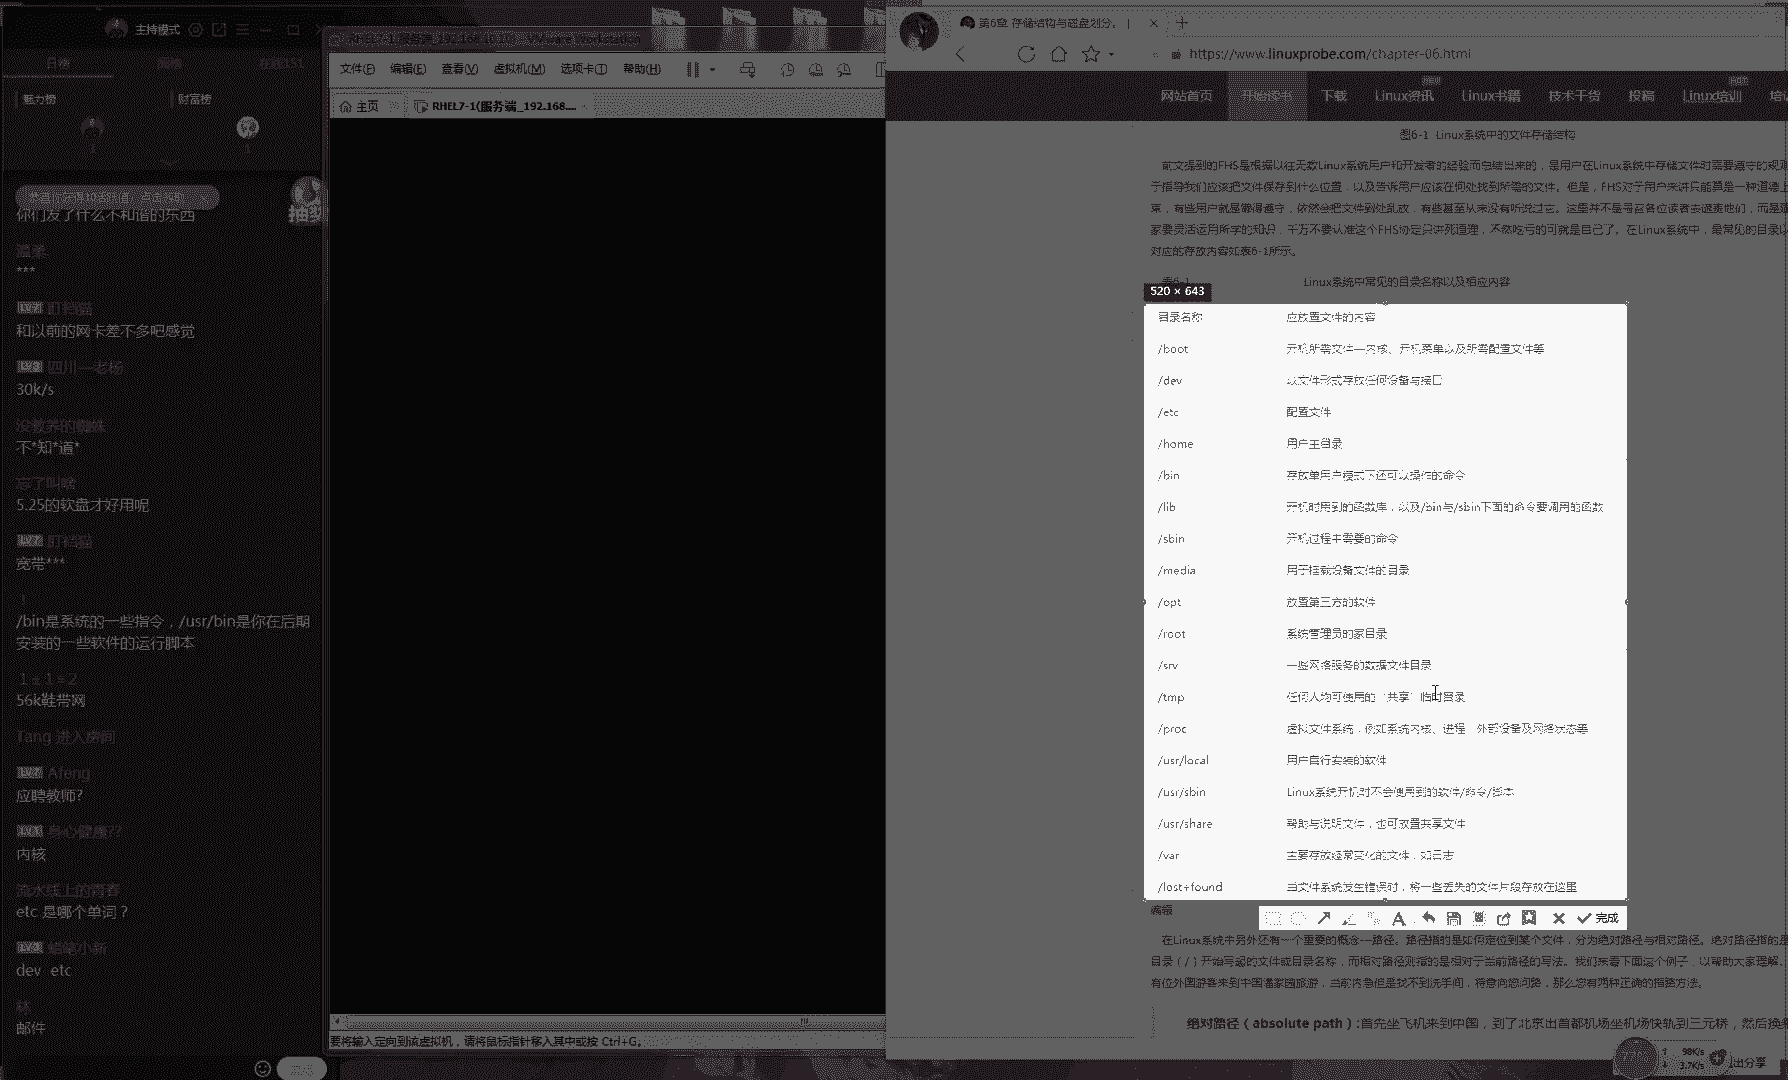 主持模式
日榜
周榜
在线151
魅力榜
财富榜
1
1
你们发了什么不和谐的东西
温柔
***
盯裆猫
和以前的网卡差不多吧感觉
四川—老杨
30k/s
没教养的蜘蛛
不*知*道*
忘了叫啥
5.25的软盘才好用呢
盯裆猫
宽带***
!
/bin是系统的一些指令，/usr/bin是你在后期
安装的一些软件的运行脚本
1±1=2
56k鞋带网
Tang 进入房间
Afeng
应聘教师?
身心健康??
内核
流水线上的青春
etc 是哪个单词？
蜡笔小新
dev etc
林
邮件
文件(F)
编辑(E)
查看(V)
虚拟机(M)
选项卡(T)
帮助(H)
主页
RHEL7-1(服务端_192.168....
要将输入定向到该虚拟机，请将鼠标指针移入其中或按 Ctrl+G。
第6章 存储结构与磁盘划分。 |
https://www.linuxprobe.com/chapter-06.html
网站首页
开始读书
下载
Linux资讯
Linux书籍
技术干货
投稿
Linux培训
图6-1 Linux系统中的文件存储结构
前文提到的FHS是根据以往无数Linux系统用户和开发者的经验而总结出来的，是用户在Linux系统中存储文件时需要遵守的规则
于指导我们应该把文件保存到什么位置，以及告诉用户应该在何处找到所需的文件。但是，FHS对于用户来讲只能算是一种道德上
束，有些用户就是懒得遵守，依然会把文件到处乱放，有些甚至从来没有听说过它。这里并不是号召各位读者去谴责他们，而是
家要灵活运用所学的知识，千万不要认准这个FHS协定只讲死道理，不然吃亏的可就是自己了。在Linux系统中，最常见的目录以
对应的存放内容如表6-1所示。
表6-1
Linux系统中常见的目录名称以及相应内容
520 × 643
目录名称 应放置文件的内容
/boot 开机所需文件—内核、开机菜单以及所需配置文件等
/dev 以文件形式存放任何设备与接口
/etc 配置文件
/home 用户主目录
/bin 存放单用户模式下还可以操作的命令
/lib 开机时用到的函数库，以及/bin与/sbin下面的命令要调用的函数
/sbin 开机过程中需要的命令
/media 用于挂载设备文件的目录
/opt 放置第三方的软件
/root 系统管理员的家目录
/srv 一些网络服务的数据文件目录
/tmp 任何人均可使用的“共享”临时目录
/proc 虚拟文件系统，例如系统内核、进程、外部设备及网络状态等
/usr/local 用户自行安装的软件
/usr/sbin Linux系统开机时不会使用到的软件/命令/脚本
/usr/share 帮助与说明文件，也可放置共享文件
/var 主要存放经常变化的文件，如日志
/lost+found 当文件系统发生错误时，将一些丢失的文件片段存放在这里
完成
编辑
在Linux系统中另外还有一个重要的概念—路径。路径指的是如何定位到某个文件，分为绝对路径与相对路径。绝对路径指的是
目录（/）开始写起的文件或目录名称，而相对路径则指的是相对于当前路径的写法。我们来看下面这个例子，以帮助大家理解。
有位外国游客来到中国潘家园旅游，当前内急但是找不到洗手间，特意向您问路，那么您有两种正确的指路方法。
绝对路径（absolute path）:首先坐飞机来到中国，到了北京出首都机场坐机场快轨到三元桥，然后换
98K/s
3.7K/s
出分享